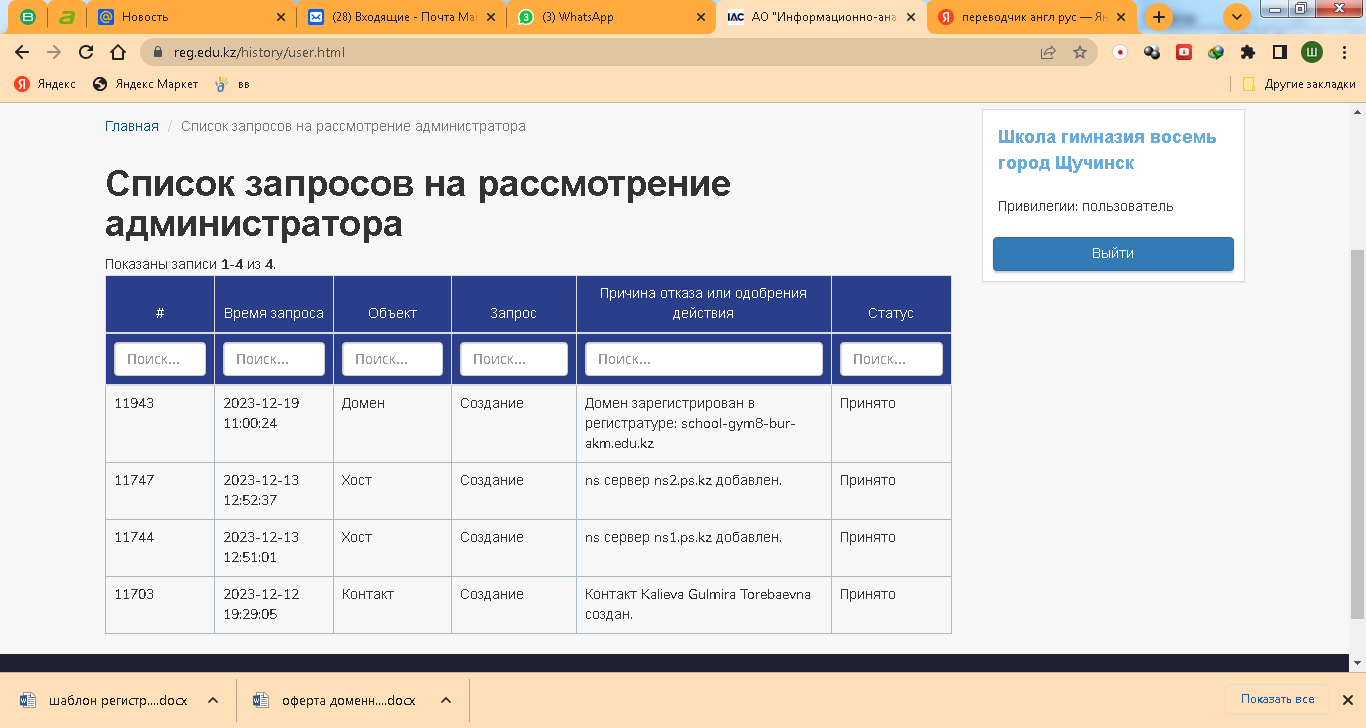 Новость
(28) Входящие - Почта Ма
(3) WhatsApp
IAC АО "Информационно-ана
переводчик англ рус — Ян
reg.edu.kz/history/user.html
Ш
Яндекс
Яндекс Маркет
вв
Другие закладки
Главная / Список запросов на рассмотрение администратора
Список запросов на рассмотрение
администратора
Показаны записи 1-4 из 4.
Школа гимназия восемь
город Щучинск
Привилегии: пользователь
Выйти
# Время запроса Объект Запрос Причина отказа или одобрения
действия Статус
Поиск... Поиск... Поиск... Поиск... Поиск... Поиск...
11943 2023-12-19 Домен Создание Домен зарегистрирован в Принято
11:00:24 регистратуре: school-gym8-bur-
akm.edu.kz
11747 2023-12-13 Хост Создание ns сервер ns2.ps.kz добавлен. Принято
12:52:37
11744 2023-12-13 Хост Создание ns сервер ns1.ps.kz добавлен. Принято
12:51:01
11703 2023-12-12 Контакт Создание Контакт Kalieva Gulmira Torebaevna Принято
19:29:05 создан.
шаблон регистр....docx
оферта доменн....docx
Показать все